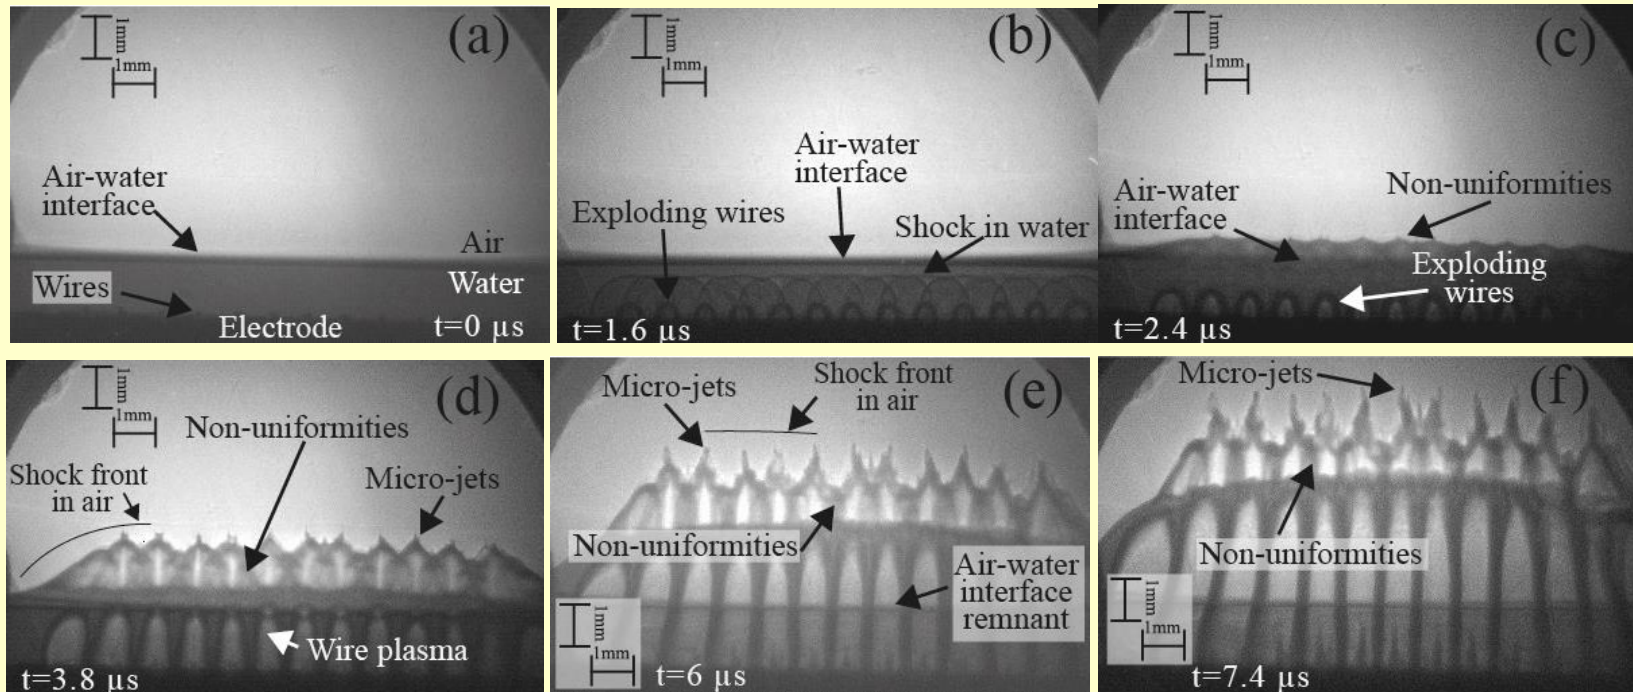 (a)
1mm
1mm
Air-water
interface
Air
Wires
Water
Electrode
t=0 µs
(b)
1mm
1mm
Air-water
interface
Exploding wires
Shock in water
t=1.6 µs
(c)
1mm
1mm
Air-water
interface
Non-uniformities
Exploding
wires
t=2.4 µs
(d)
1mm
1mm
Non-uniformities
Shock front
in air
Micro-jets
Wire plasma
t=3.8 µs
(e)
Micro-jets
Shock front
in air
Non-uniformities
Air-water
interface
remnant
1mm
1mm
t=6 µs
(f)
Micro-jets
Non-uniformities
1mm
1mm
t=7.4 µs